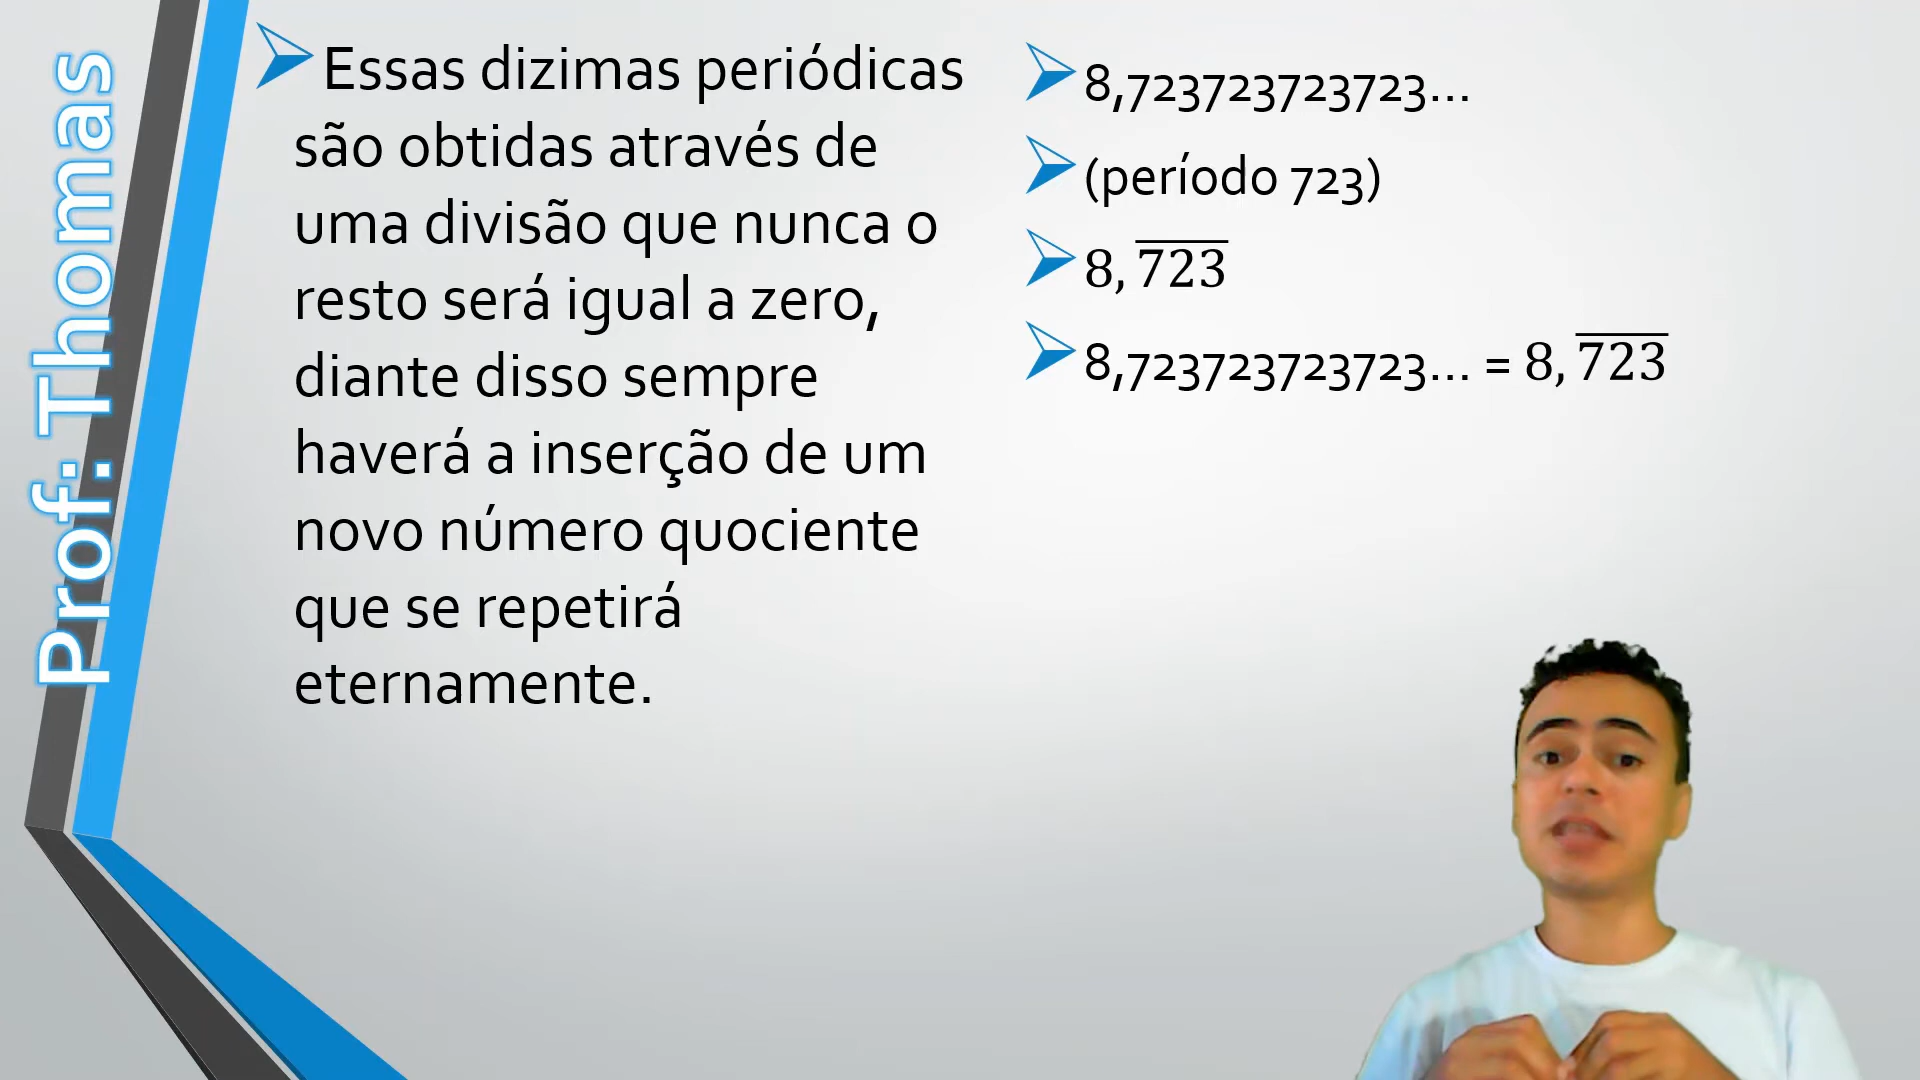 Prof. Thomas
Essas dizimas periódicas
são obtidas através de
uma divisão que nunca o
resto será igual a zero,
diante disso sempre
haverá a inserção de um
novo número quociente
que se repetirá
eternamente.
8,723723723723...
(período 723)
8, 7̅2̅3̅
8,723723723723... = 8, 7̅2̅3̅